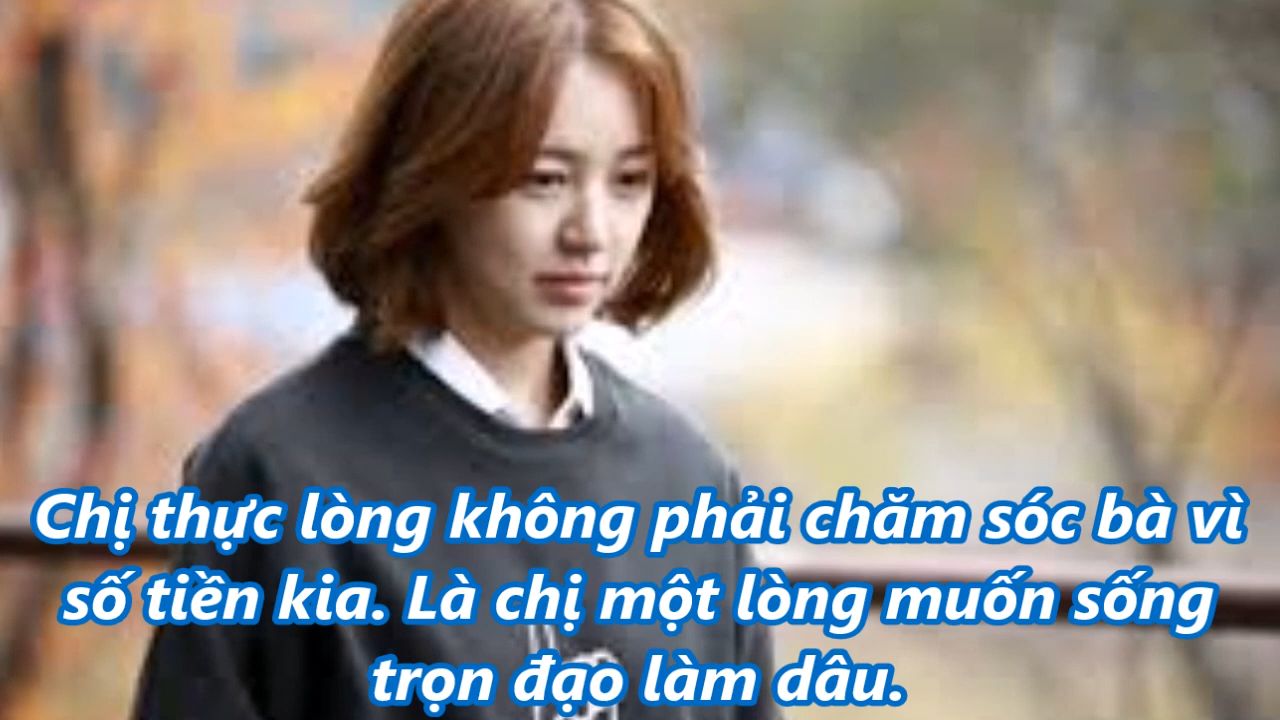 Chị thực lòng không phải chăm sóc bà vì
số tiền kia. Là chị một lòng muốn sống
trọn đạo làm dâu.